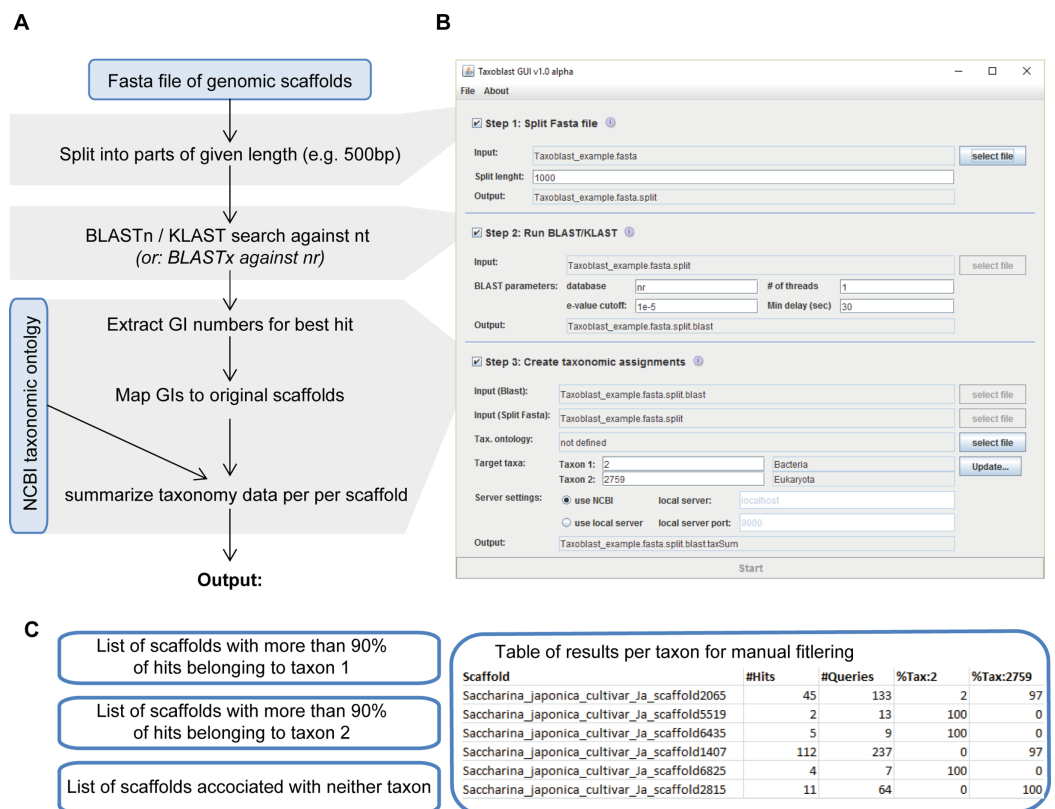 A
Fasta file of genomic scaffolds
Split into parts of given length (e.g. 500bp)
BLASTn / KLAST search against nt
(or: BLASTx against nr)
NCBI taxonomic ontolgy
Extract GI numbers for best hit
Map GIs to original scaffolds
summarize taxonomy data per per scaffold
Output:
B
Taxoblast GUI v1.0 alpha
File About
Step 1: Split Fasta file
Input: Taxoblast_example.fasta select file
Split lenght: 1000
Output: Taxoblast_example.fasta.split
Step 2: Run BLAST/KLAST
Input: Taxoblast_example.fasta.split select file
BLAST parameters: database nr # of threads 1
e-value cutoff: 1e-5 Min delay (sec) 30
Output: Taxoblast_example.fasta.split.blast
Step 3: Create taxonomic assignments
Input (Blast): Taxoblast_example.fasta.split.blast select file
Input (Split Fasta): Taxoblast_example.fasta.split select file
Tax. ontology: not defined select file
Target taxa: Taxon 1: 2 Bacteria Update...
Taxon 2: 2759 Eukaryota
Server settings: use NCBI local server: localhost
use local server local server port: 9000
Output: Taxoblast_example.fasta.split.blast.taxSum
Start
C
List of scaffolds with more than 90%
of hits belonging to taxon 1
List of scaffolds with more than 90%
of hits belonging to taxon 2
List of scaffolds accociated with neither taxon
Table of results per taxon for manual fitlering
Scaffold #Hits #Queries %Tax:2 %Tax:2759
Saccharina_japonica_cultivar_Ja_scaffold2065 45 133 2 97
Saccharina_japonica_cultivar_Ja_scaffold5519 2 13 100 0
Saccharina_japonica_cultivar_Ja_scaffold6435 5 9 100 0
Saccharina_japonica_cultivar_Ja_scaffold1407 112 237 0 97
Saccharina_japonica_cultivar_Ja_scaffold6825 4 7 100 0
Saccharina_japonica_cultivar_Ja_scaffold2815 11 64 0 100